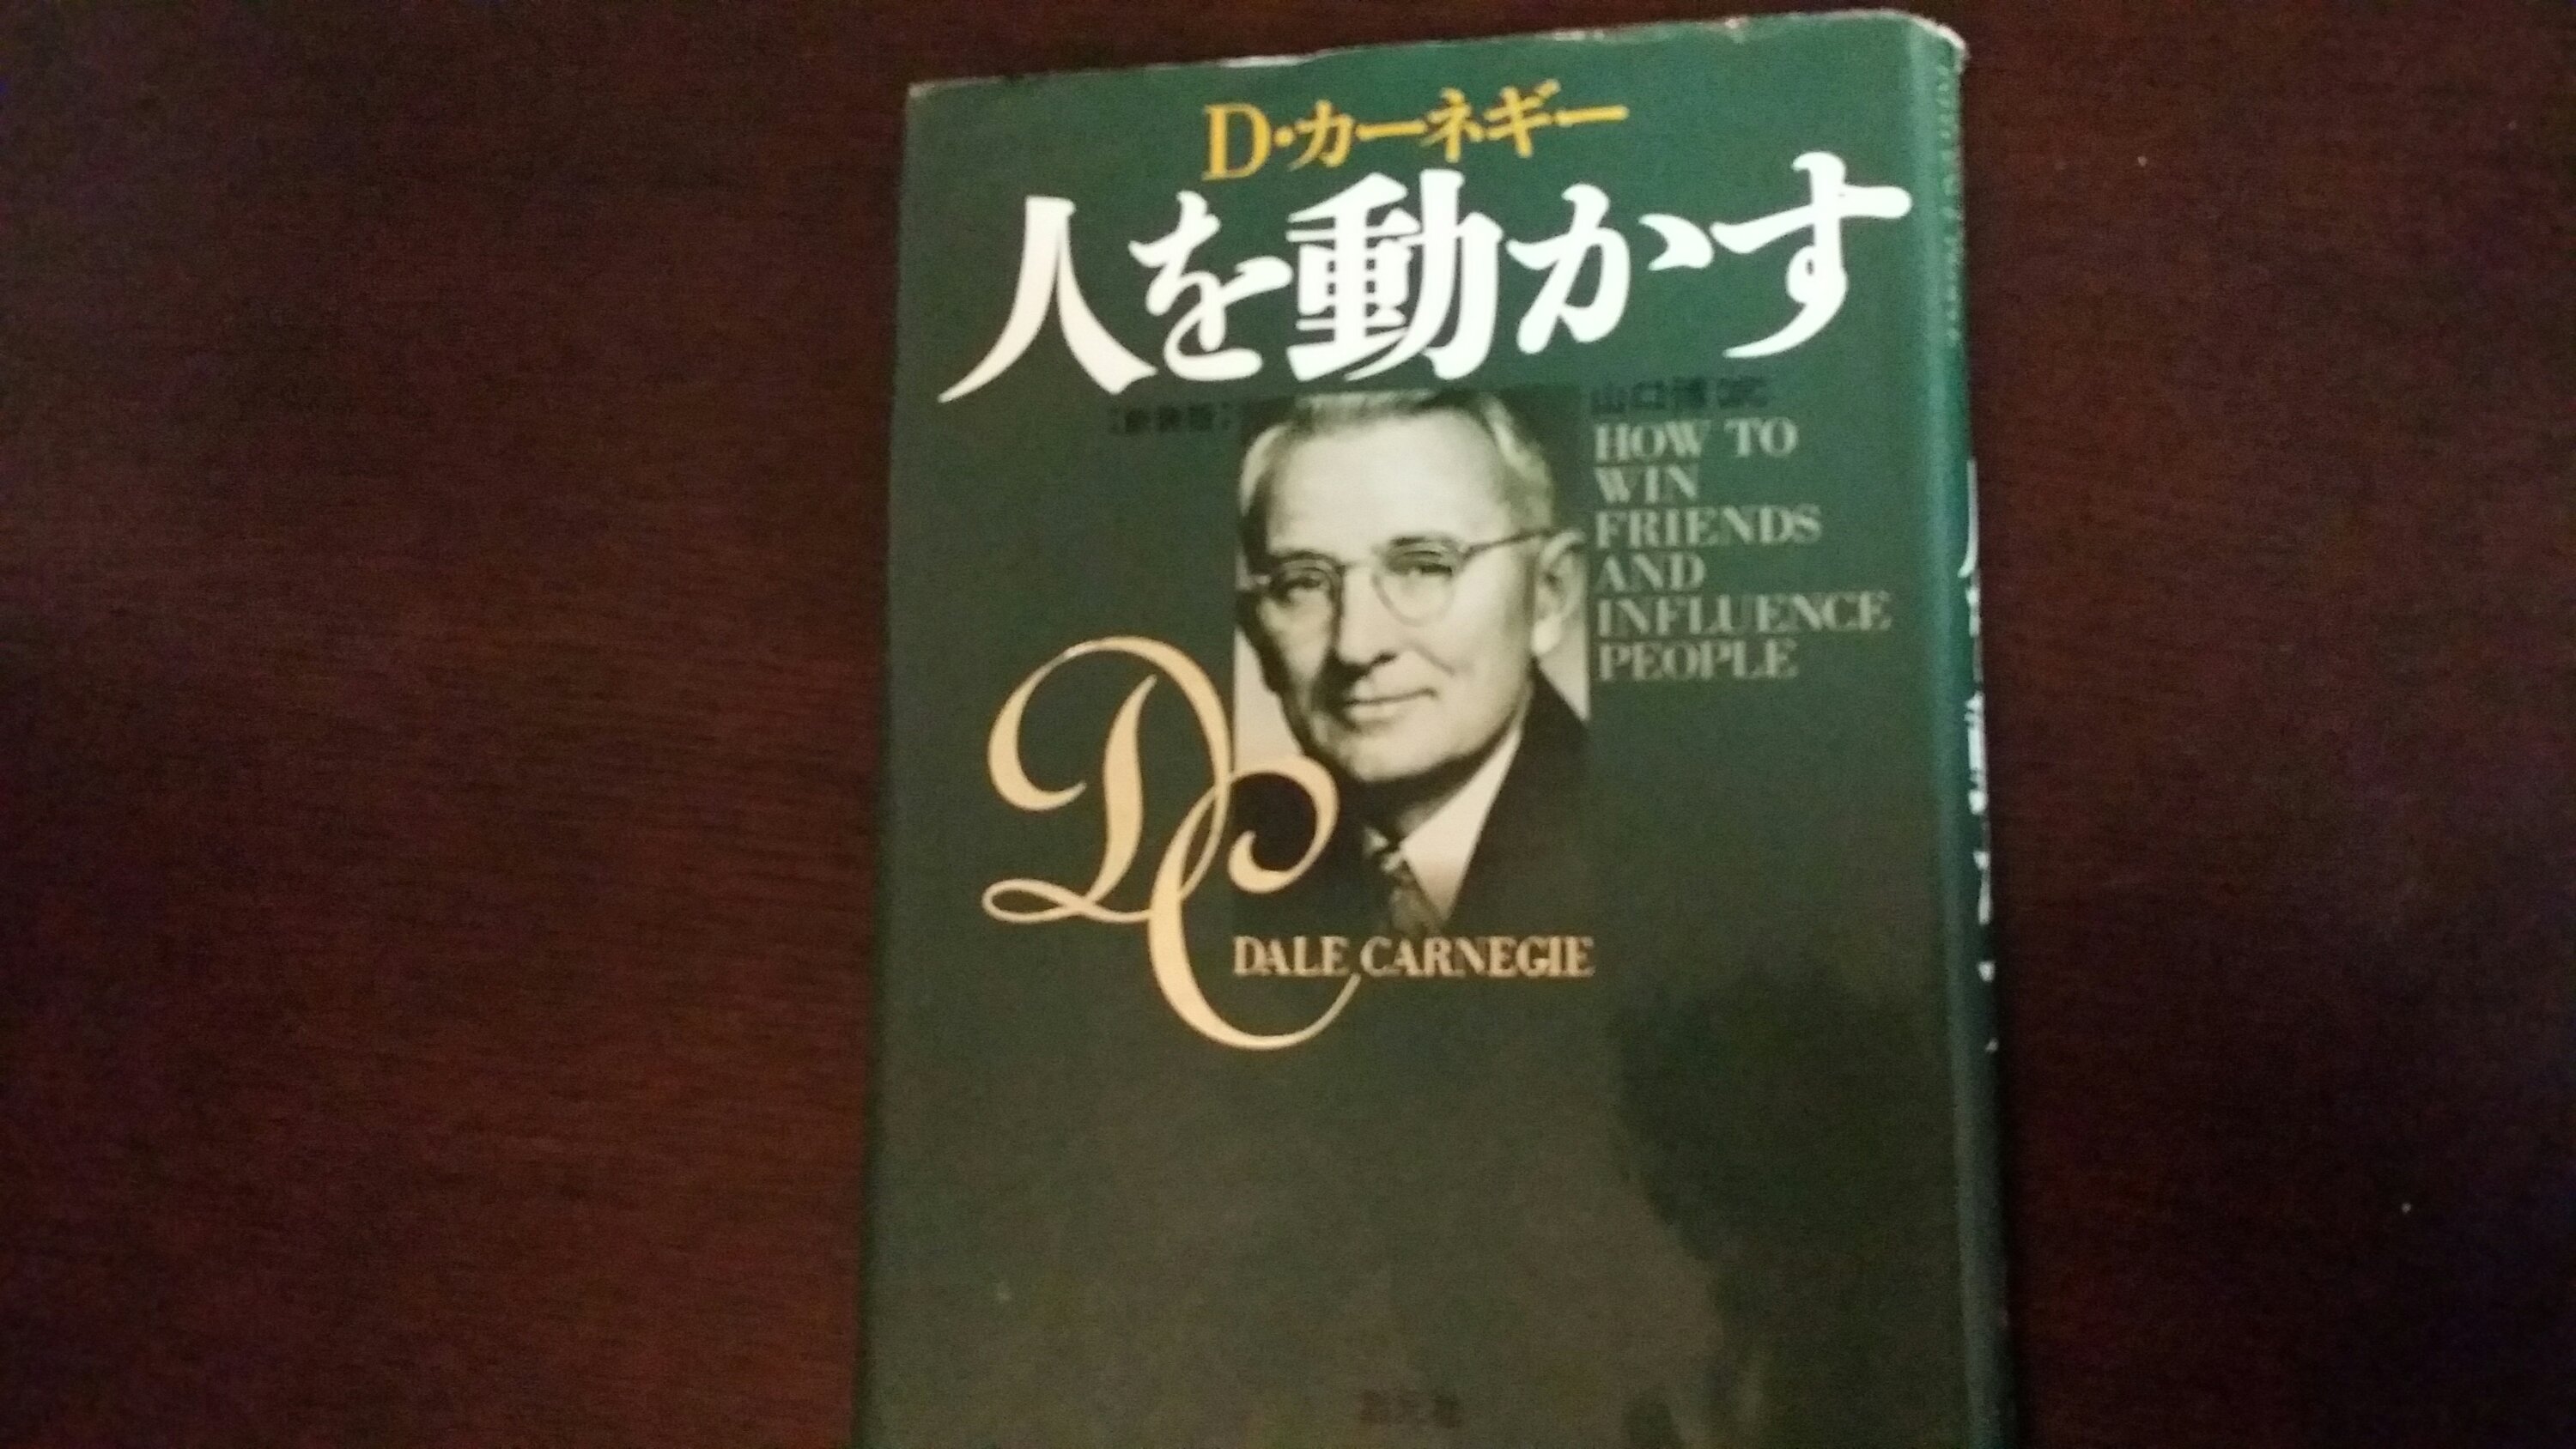 D・カーネギー
人を動かす
山口博 訳
HOW TO
WIN
FRIENDS
AND
INFLUENCE
PEOPLE
DC
DALE CARNEGIE